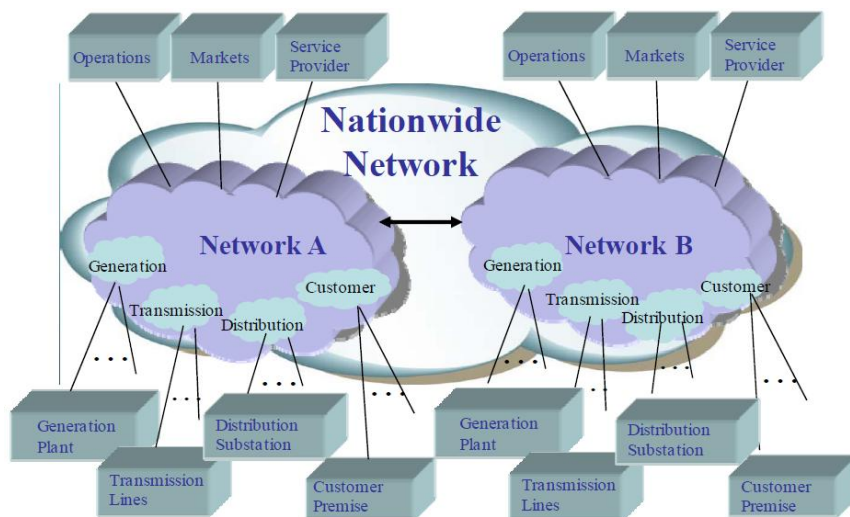 Operations
Markets
Service
Provider
Operations
Markets
Service
Provider
Nationwide
Network
Network A
Network B
Generation
Transmission
Distribution
Customer
Generation
Transmission
Distribution
Customer
. . .
. . .
. . .
. . .
. . .
. . .
. . .
. . .
Generation
Plant
Transmission
Lines
Distribution
Substation
Customer
Premise
Generation
Plant
Transmission
Lines
Distribution
Substation
Customer
Premise